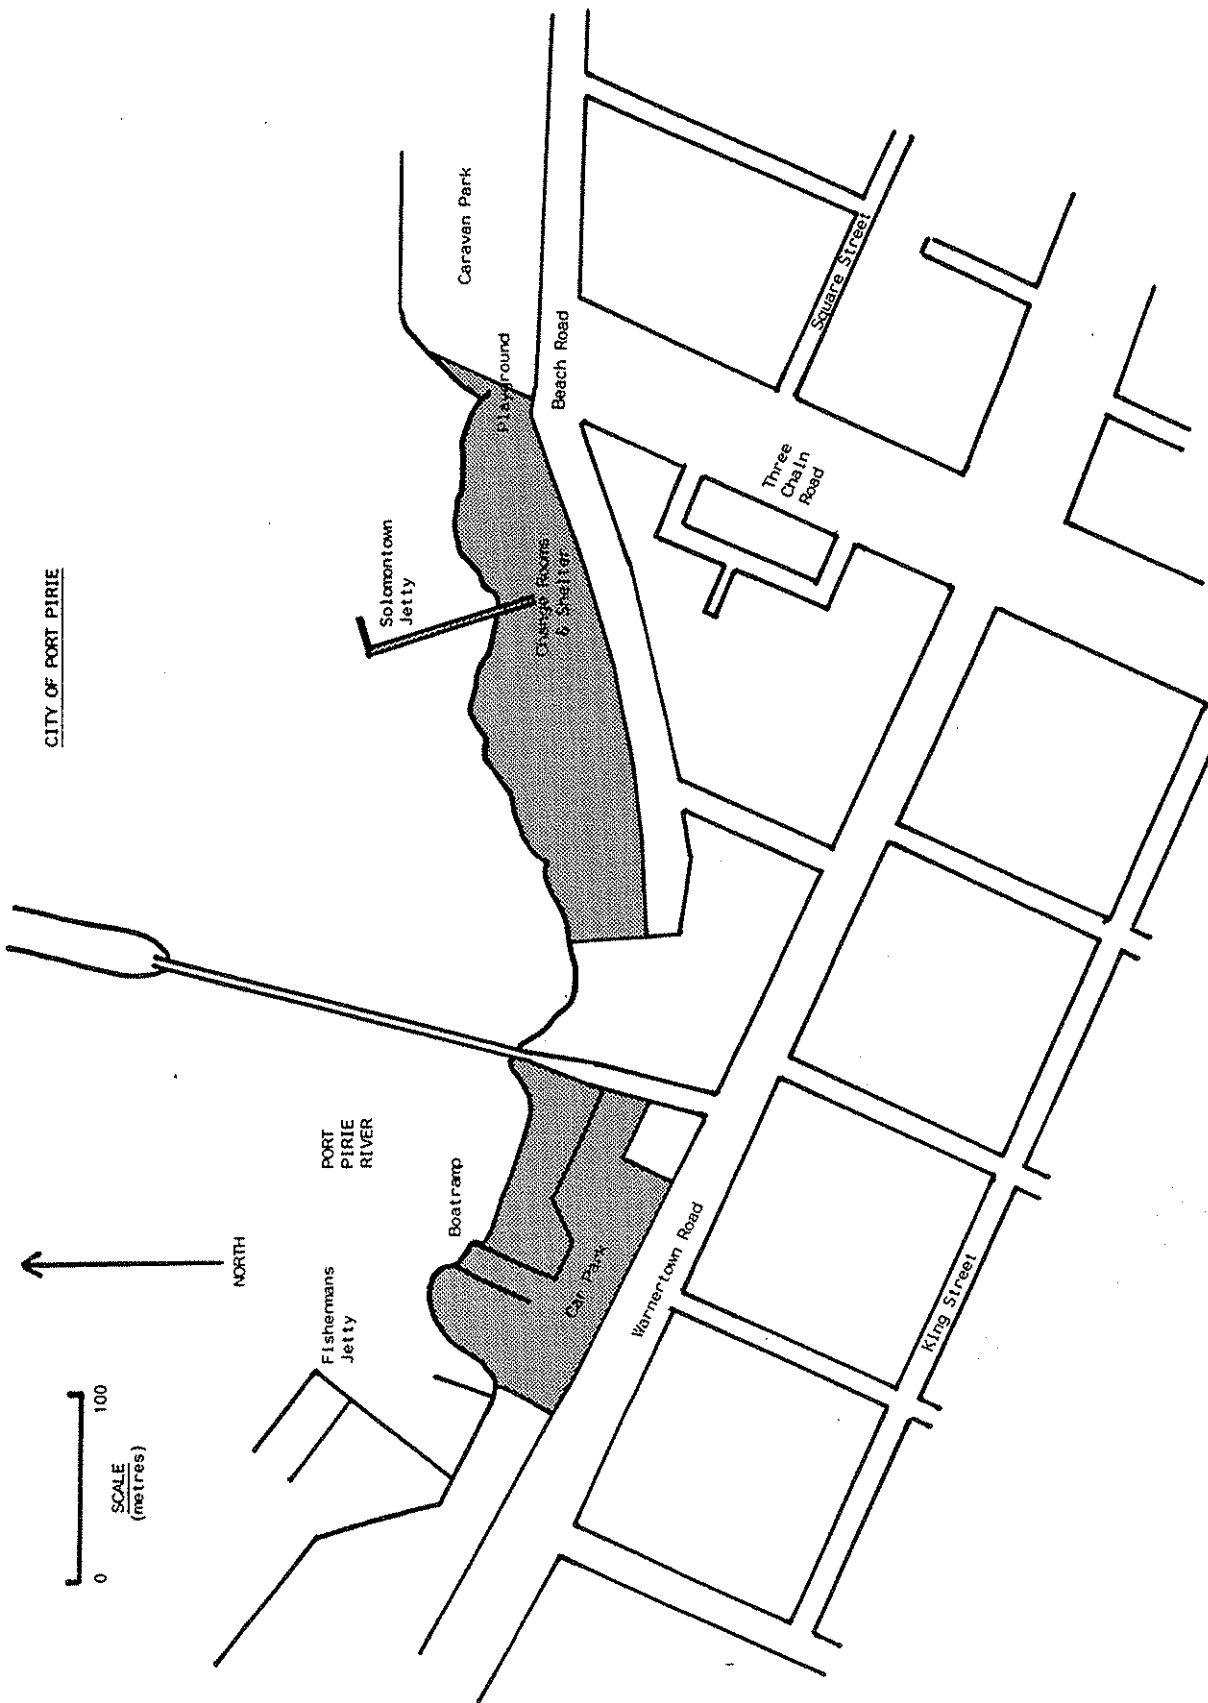 CITY OF PORT PIRIE
SCALE
(metres)
0
100
NORTH
Fishermans
Jetty
PORT
PIRIE
RIVER
Boatramp
Car Park
Solomontown
Jetty
Change Rooms
& Shelter
Playground
Caravan Park
Beach Road
Three
Chain
Road
Square Street
Warnertown Road
King Street